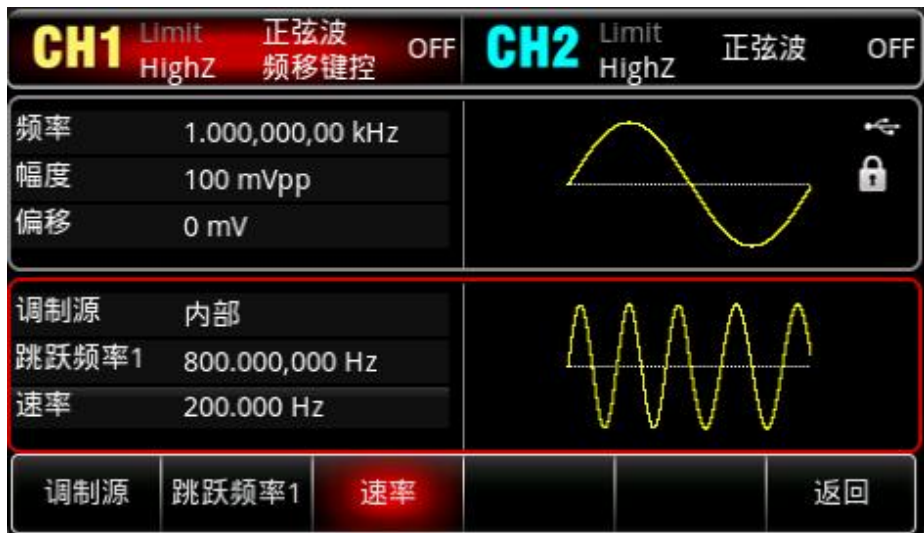 CH1 Limit HighZ 正弦波 频移键控 OFF CH2 Limit HighZ 正弦波 OFF
频率 1.000,000,00 kHz
幅度 100 mVpp
偏移 0 mV
调制源 内部
跳跃频率1 800.000,000 Hz
速率 200.000 Hz
调制源 跳跃频率1 速率 返回